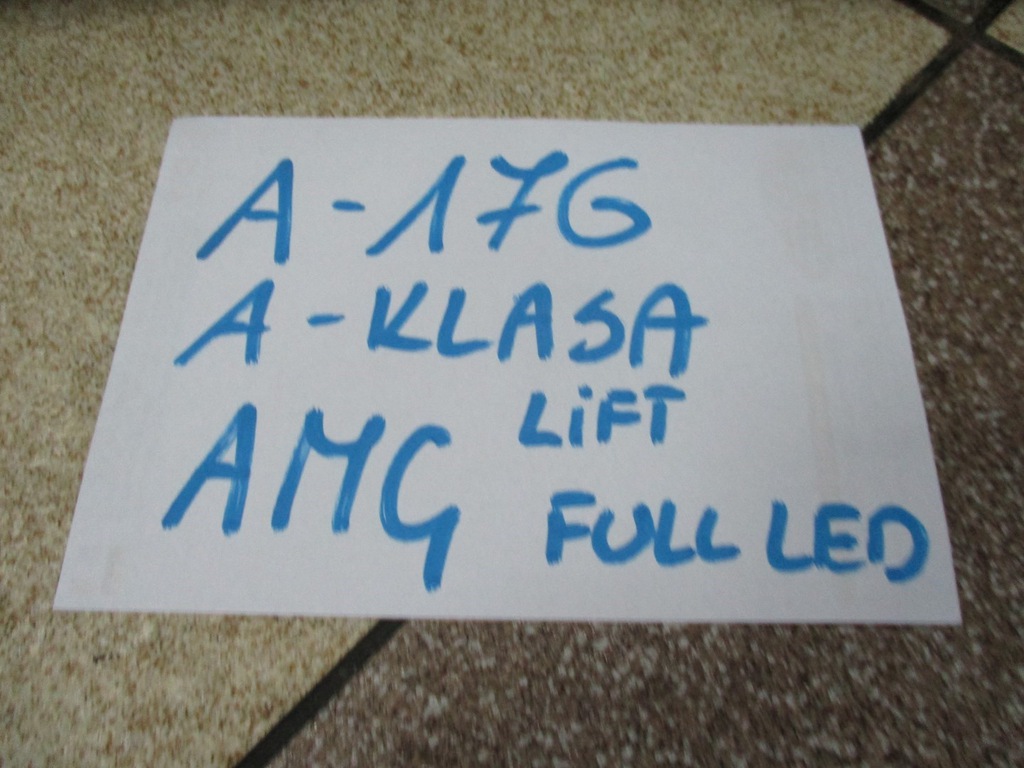 A-176
A-KLASA
LiFT
AMG
FULL LED